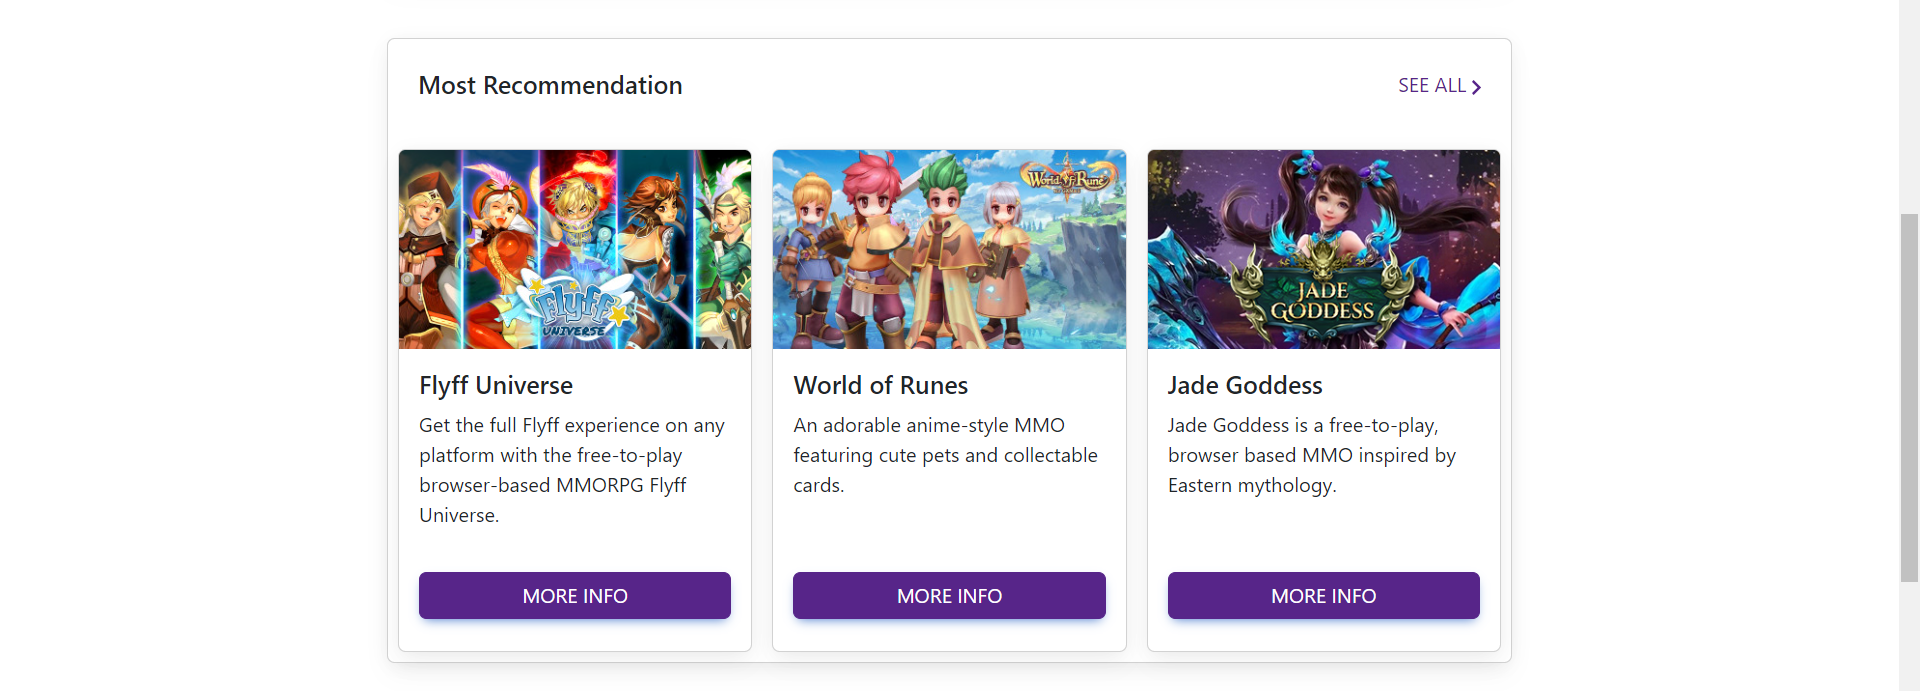 Most Recommendation
SEE ALL
Flyff
UNIVERSE
World of Rune
JADE
GODDESS
Flyff Universe
Get the full Flyff experience on any
platform with the free-to-play
browser-based MMORPG Flyff
Universe.
MORE INFO
World of Runes
An adorable anime-style MMO
featuring cute pets and collectable
cards.
MORE INFO
Jade Goddess
Jade Goddess is a free-to-play,
browser based MMO inspired by
Eastern mythology.
MORE INFO